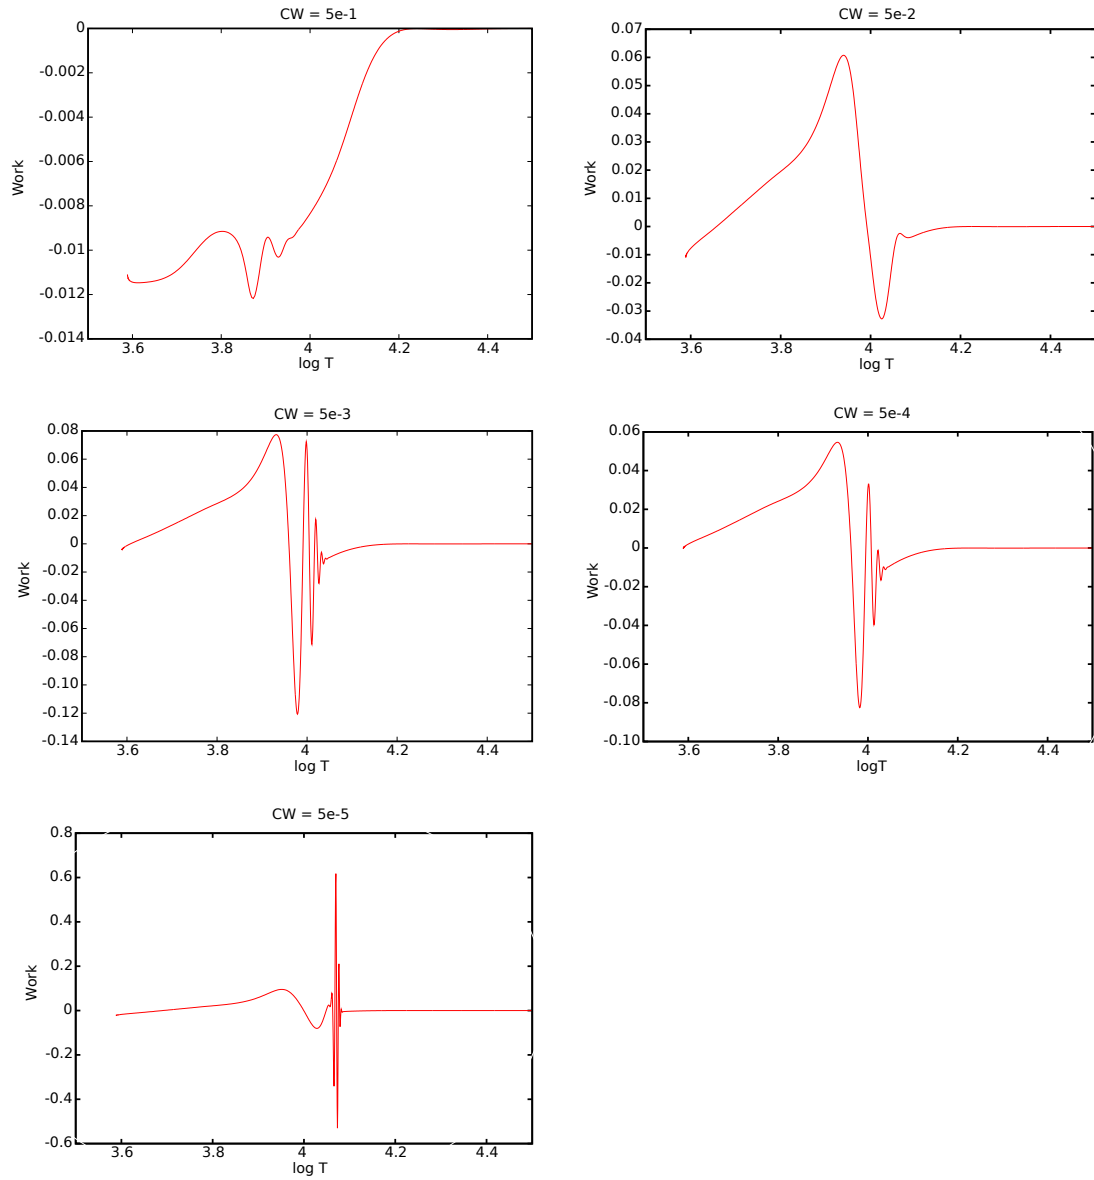 CW = 5e-1
0
-0.002
-0.004
-0.006
-0.008
-0.01
-0.012
-0.014
Work
3.6 3.8 4 4.2 4.4
log T
CW = 5e-2
0.07
0.06
0.05
0.04
0.03
0.02
0.01
0
-0.01
-0.02
-0.03
-0.04
Work
3.6 3.8 4 4.2 4.4
log T
CW = 5e-3
0.08
0.06
0.04
0.02
0
-0.02
-0.04
-0.06
-0.08
-0.10
-0.12
-0.14
Work
3.6 3.8 4 4.2 4.4
log T
CW = 5e-4
0.06
0.04
0.02
0
-0.02
-0.04
-0.06
-0.08
-0.10
Work
3.6 3.8 4 4.2 4.4
logT
CW = 5e-5
0.8
0.6
0.4
0.2
0
-0.2
-0.4
-0.6
Work
3.6 3.8 4 4.2 4.4
log T